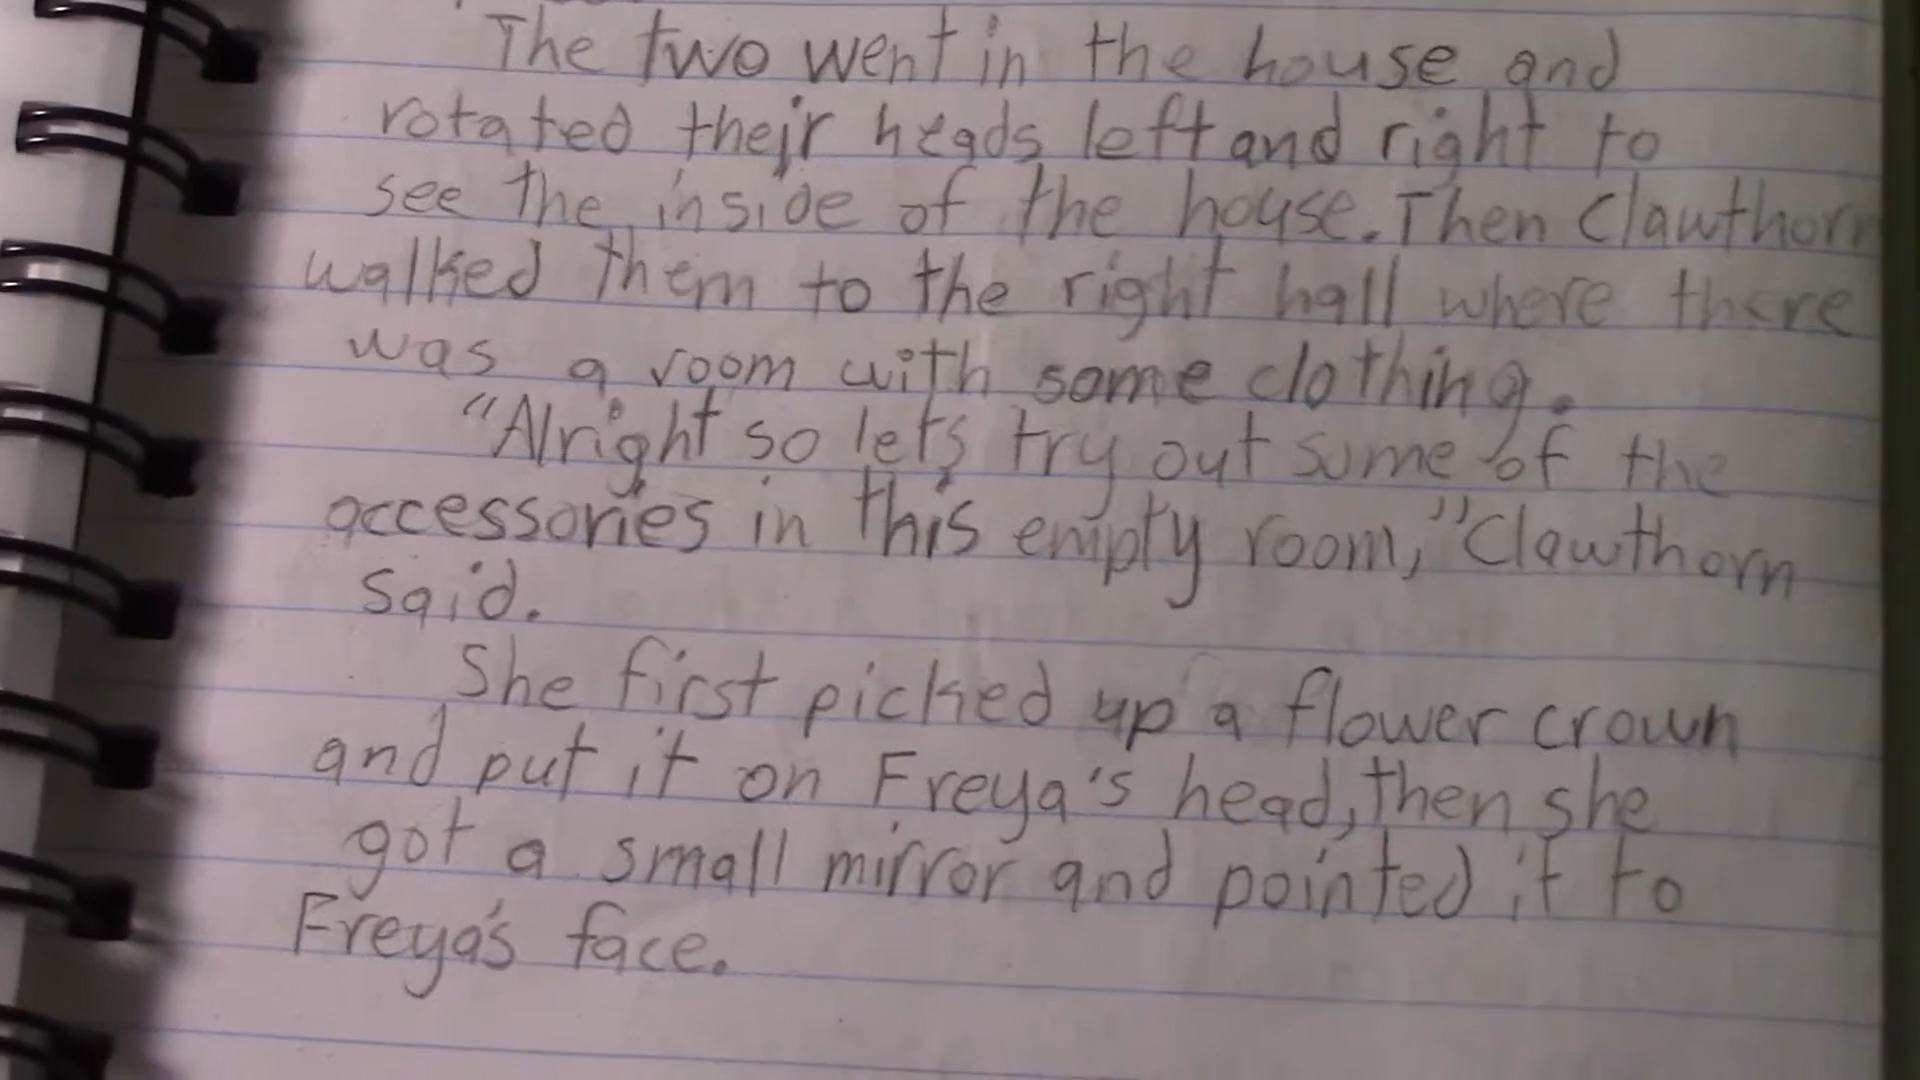 The two went in the house and
rotated their heads left and right to
see the inside of the house. Then Clawthorn
walked them to the right hall where there
was a room with some clothing.
"Alright so lets try out some of the
accessories in this empty room," Clawthorn
said.
She first picked up a flower crown
and put it on Freya's head, then she
got a small mirror and pointed it to
Freya's face.